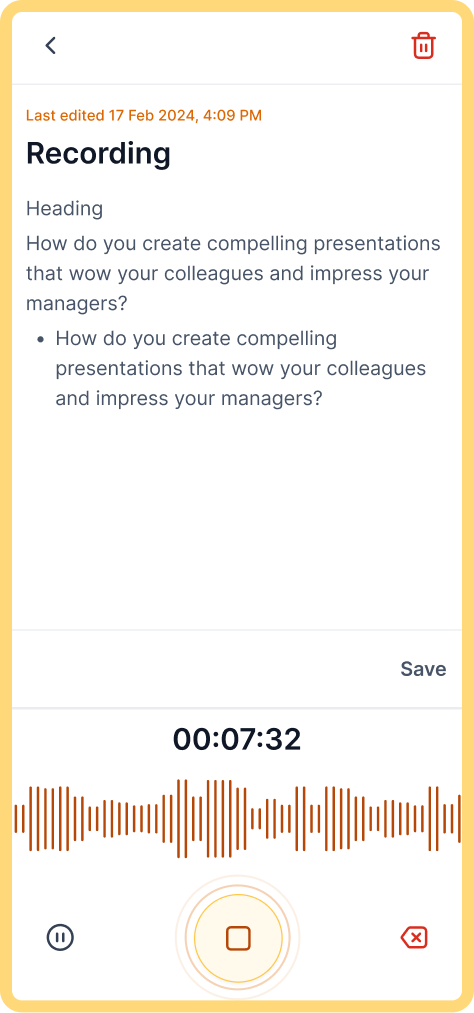 Last edited 17 Feb 2024, 4:09 PM
Recording
Heading
How do you create compelling presentations
that wow your colleagues and impress your
managers?
• How do you create compelling
presentations that wow your colleagues
and impress your managers?
Save
00:07:32